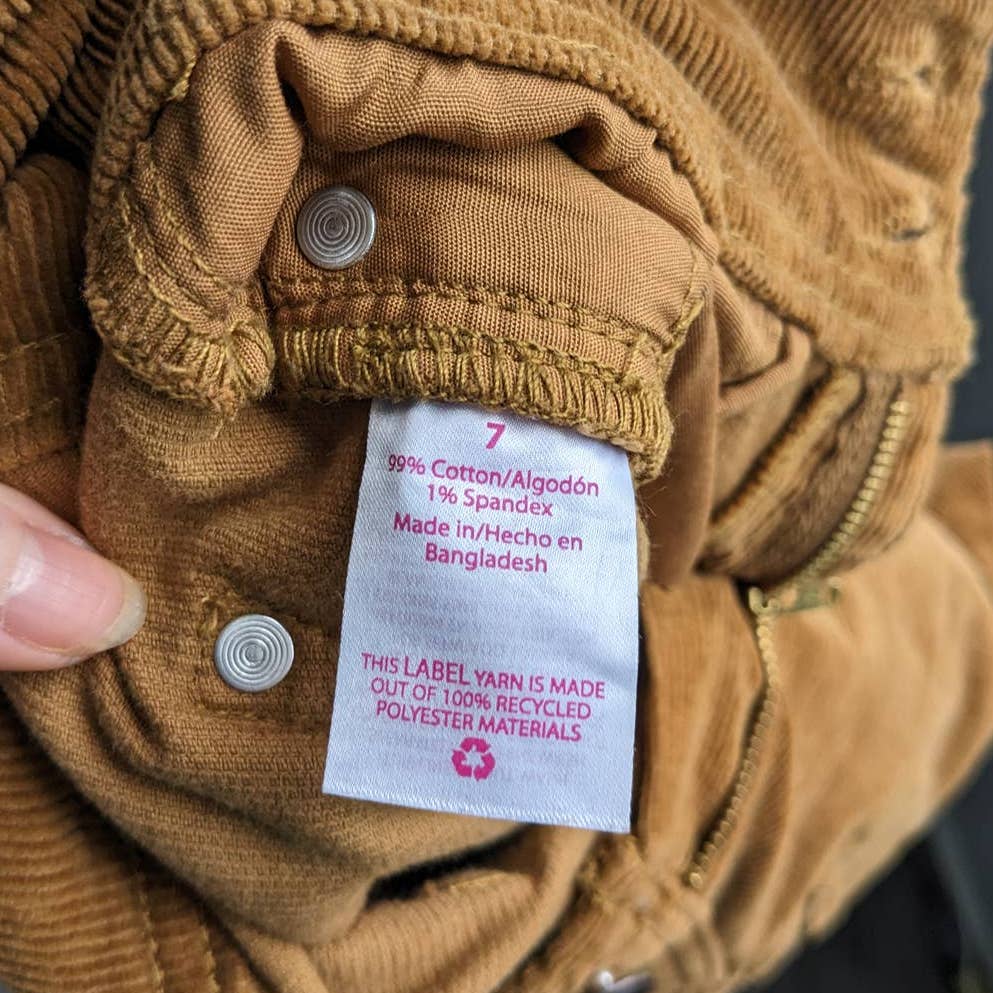 7
99% Cotton/Algodón
1% Spandex
Made in/Hecho en
Bangladesh
THIS LABEL YARN IS MADE
OUT OF 100% RECYCLED
POLYESTER MATERIALS